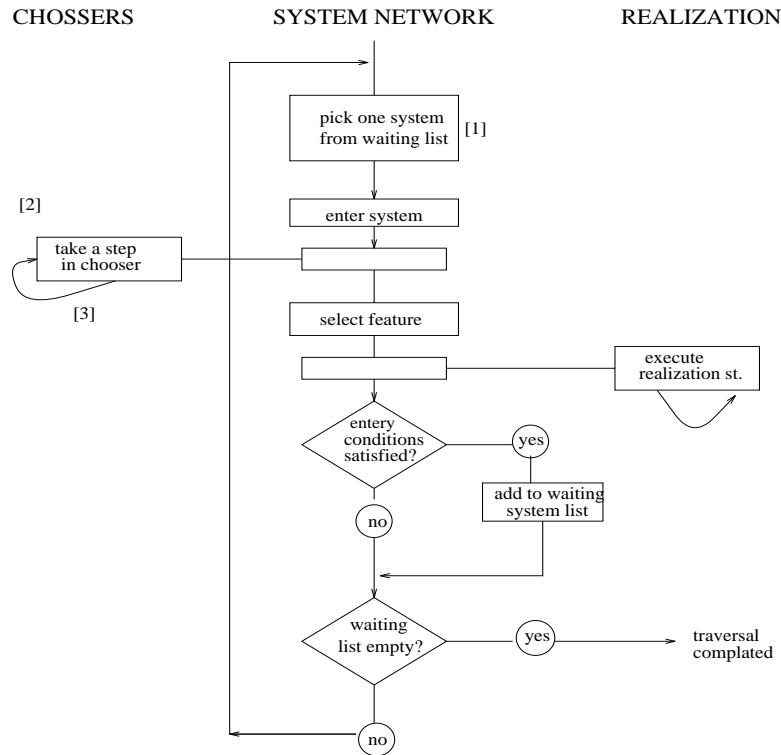 CHOSSERS
SYSTEM NETWORK
REALIZATION
pick one system
from waiting list
[1]
enter system
[2]
take a step
in chooser
[3]
select feature
execute
realization st.
entery
conditions
satisfied?
yes
add to waiting
system list
no
waiting
list empty?
yes
traversal
complated
no